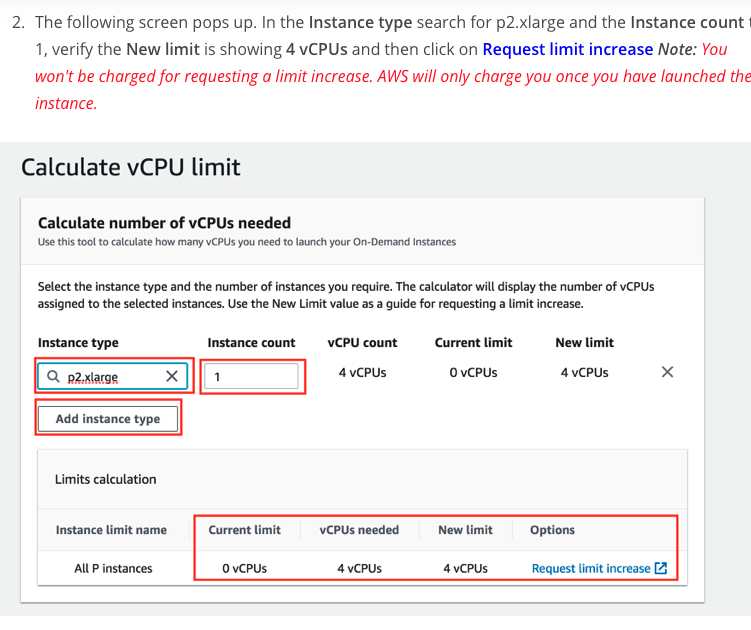 2. The following screen pops up. In the Instance type search for p2.xlarge and the Instance count
1, verify the New limit is showing 4 vCPUs and then click on Request limit increase Note: You
won't be charged for requesting a limit increase. AWS will only charge you once you have launched the
instance.
Calculate vCPU limit
Calculate number of vCPUs needed
Use this tool to calculate how many vCPUs you need to launch your On-Demand Instances
Select the instance type and the number of instances you require. The calculator will display the number of vCPUs
assigned to the selected instances. Use the New Limit value as a guide for requesting a limit increase.
Instance type Instance count vCPU count Current limit New limit
p2.xlarge 1 4 vCPUs 0 vCPUs 4 vCPUs
Add instance type
Limits calculation
Instance limit name Current limit vCPUs needed New limit Options
All P instances 0 vCPUs 4 vCPUs 4 vCPUs Request limit increase